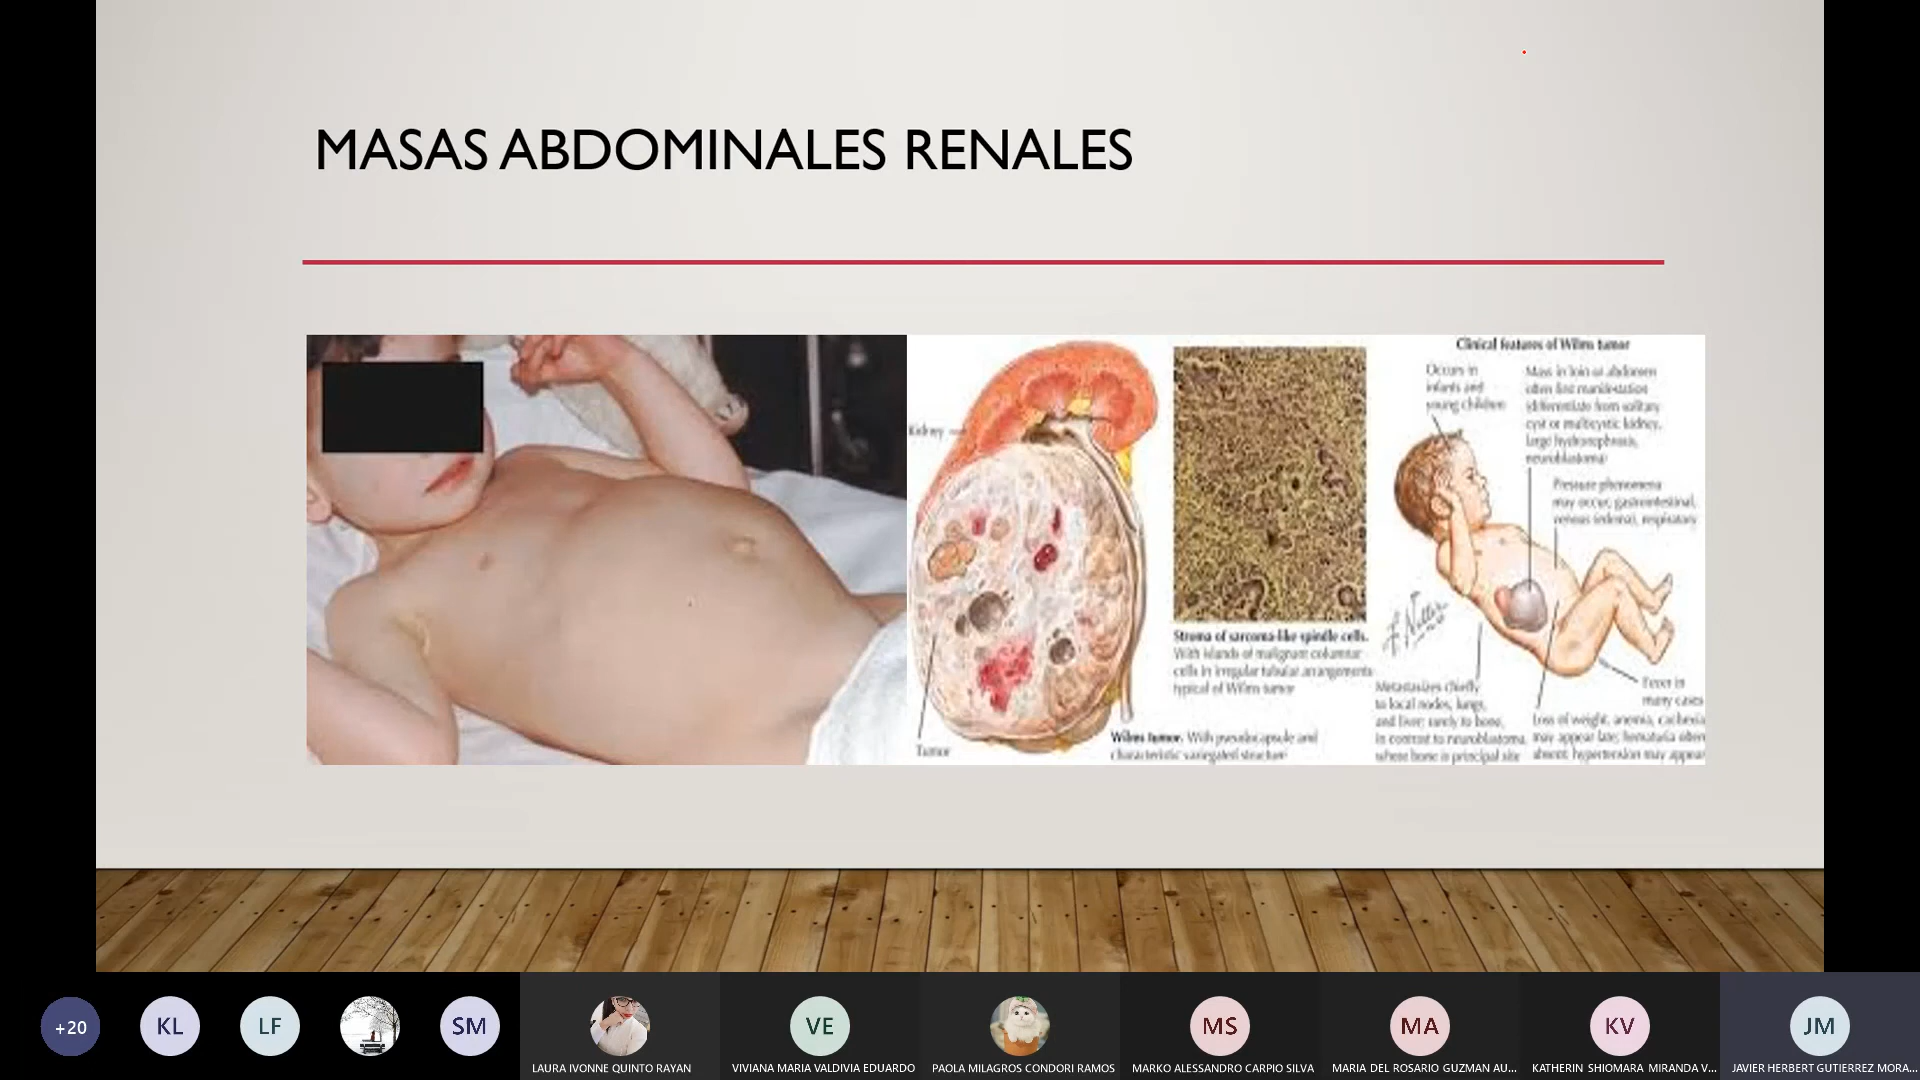 MASAS ABDOMINALES RENALES
Clinical features of Wilms tumor
Occurs in
infants and
young children
Mass in loin or abdomen
often first manifestation
(differentiate from solitary
cyst or multicystic kidney,
large hydronephrosis,
neuroblastoma)
Pressure phenomena
may occur, gastrointestinal,
venous (edema), respiratory
Kidney
Tumor
Stroma of sarcoma-like spindle cells.
With islands of malignant columnar
cells in irregular tubular arrangements
typical of Wilms tumor
Wilms tumor. With pseudocapsule and
characteristic variegated structure
F. Netter
Metastasizes chiefly
to local nodes, lungs,
and liver; rarely to bone,
in contrast to neuroblastoma,
where bone is principal site
Fever in
many cases
Loss of weight, anemia, cachexia
may appear late; hematuria often
absent; hypertension may appear
+20
KL
LF
SM
VE
MS
MA
KV
JM
LAURA IVONNE QUINTO RAYAN
VIVIANA MARIA VALDIVIA EDUARDO
PAOLA MILAGROS CONDORI RAMOS
MARKO ALESSANDRO CARPIO SILVA
MARIA DEL ROSARIO GUZMAN AU...
KATHERIN SHIOMARA MIRANDA V...
JAVIER HERBERT GUTIERREZ MORA...